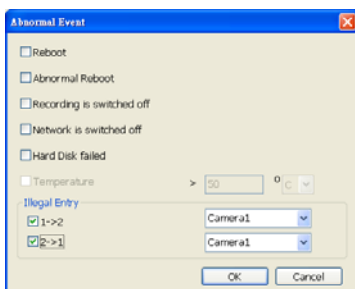 Abnormal Event
Reboot
Abnormal Reboot
Recording is switched off
Network is switched off
Hard Disk failed
Temperature > 50 °C
Illegal Entry
1->2 Camera1
2->1 Camera1
OK Cancel